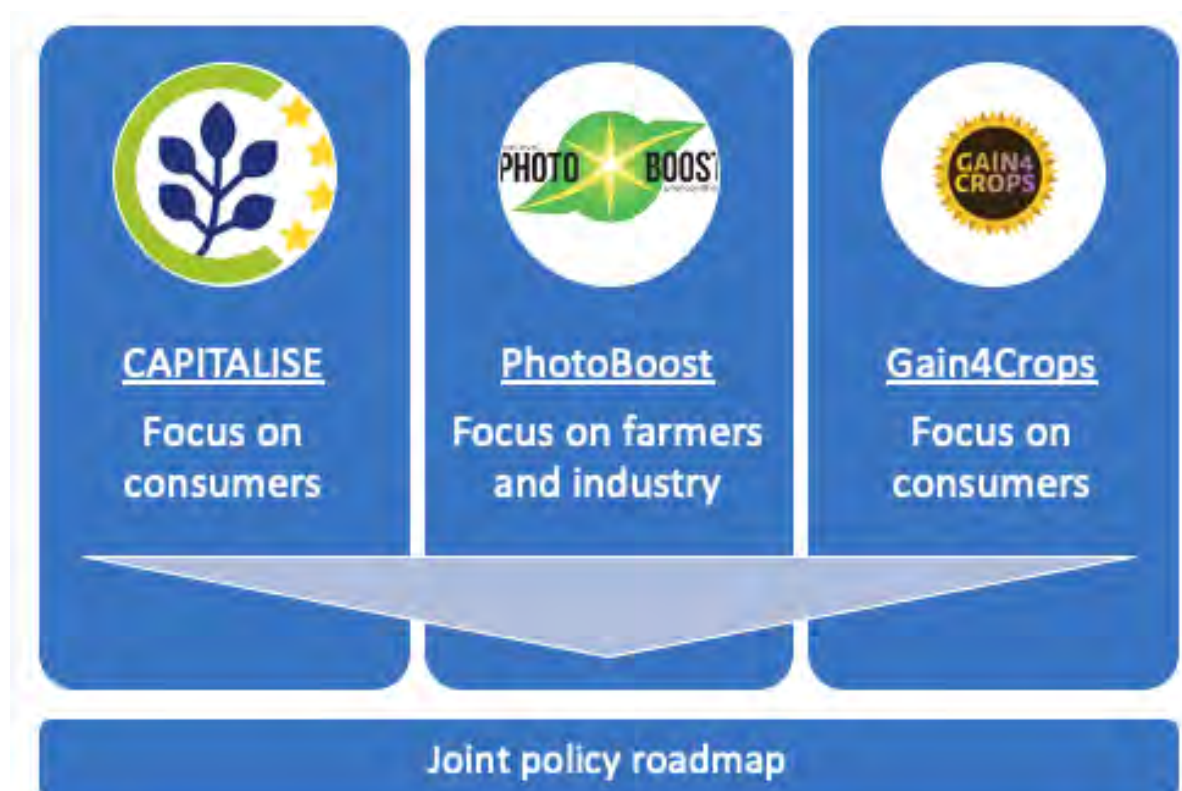 PHOTO BOOST
GAIN4
CROPS
CAPITALISE
Focus on
consumers
PhotoBoost
Focus on farmers
and industry
Gain4Crops
Focus on
consumers
Joint policy roadmap